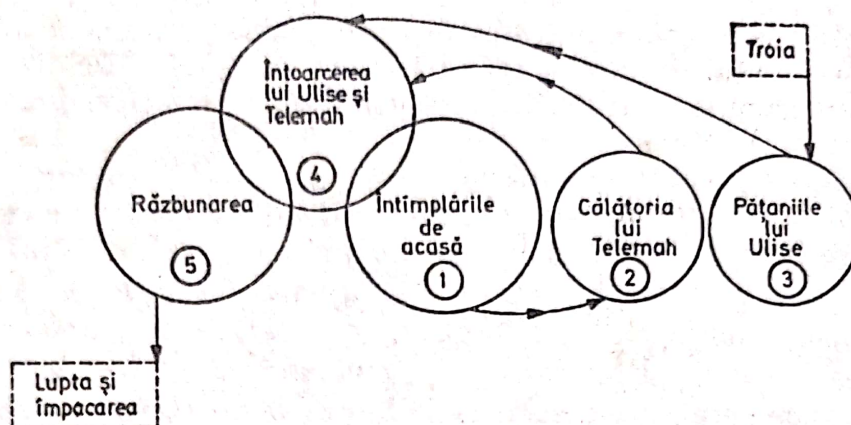 Troia
Întoarcerea
lui Ulise și
Telemah
4
Răzbunarea
5
Întîmplările
de
acasă
1
Călătoria
lui
Telemah
2
Pățaniile
lui
Ulise
3
Lupta și
împăcarea